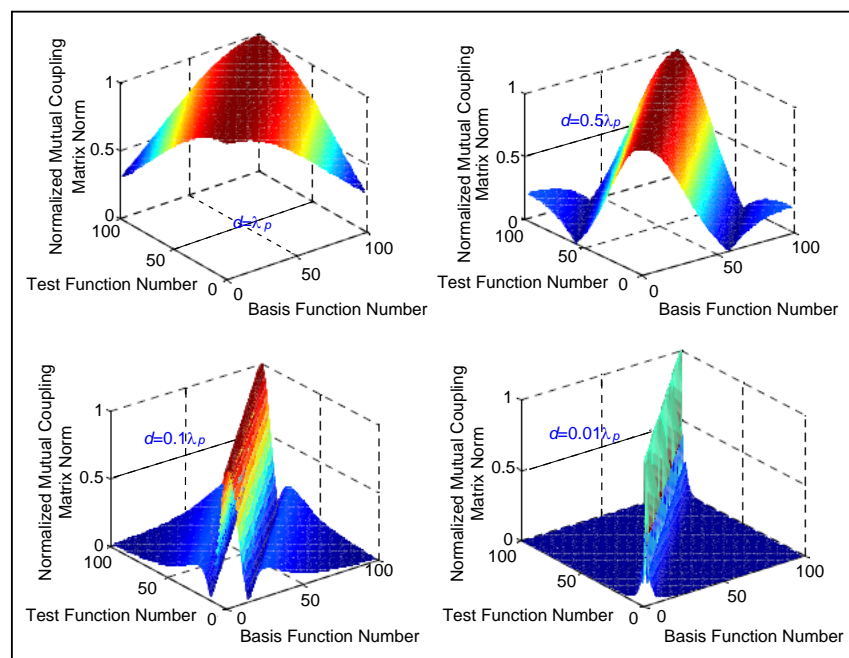 Normalized Mutual Coupling
Matrix Norm
1
0.5
0
100
50
0
Test Function Number
0
50
100
Basis Function Number
d=λp
Normalized Mutual Coupling
Matrix Norm
1
0.5
0
100
50
0
Test Function Number
0
50
100
Basis Function Number
d=0.5λp
Normalized Mutual Coupling
Matrix Norm
1
0.5
0
100
50
0
Test Function Number
0
50
100
Basis Function Number
d=0.1λp
Normalized Mutual Coupling
Matrix Norm
1
0.5
0
100
50
0
Test Function Number
0
50
100
Basis Function Number
d=0.01λp